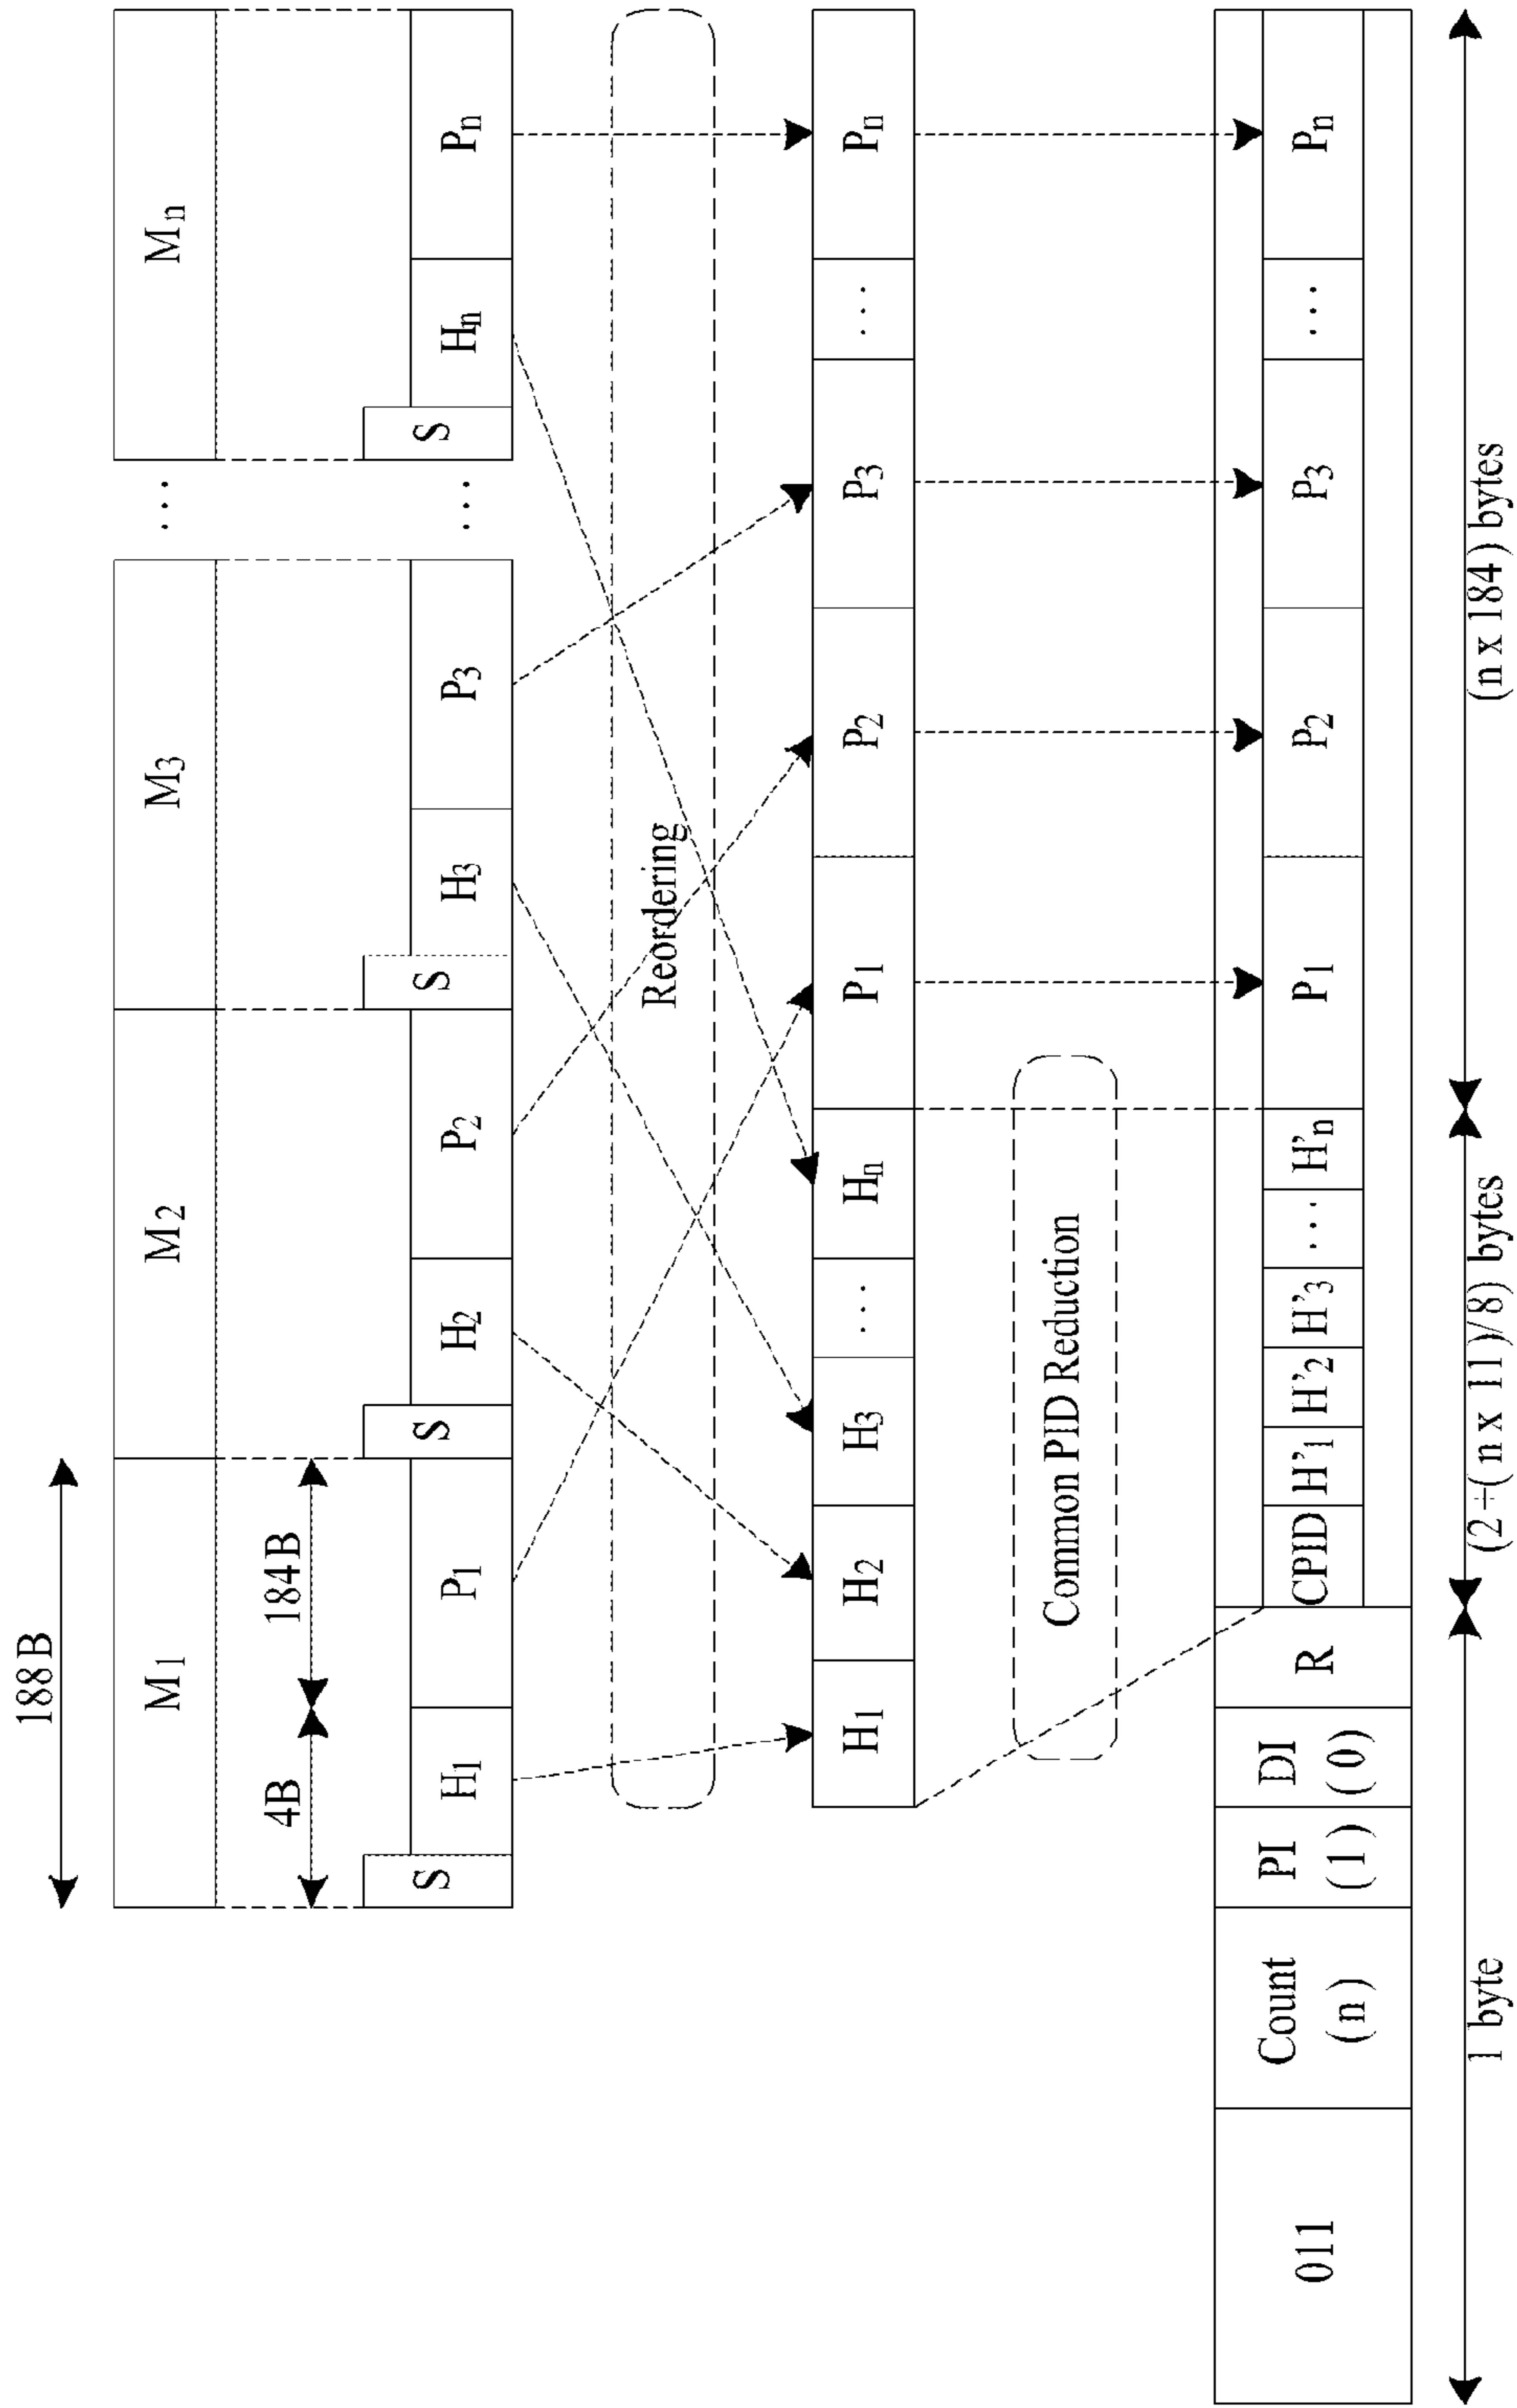 188B
M1 M2 M3 ... Mn
4B 184B
S H1 P1 S H2 P2 S H3 P3 ... S Hn Pn
Reordering
H1 H2 H3 ... Hn P1 P2 P3 ... Pn
Common PID Reduction
011 Count PI DI R CPID H'1 H'2 H'3 ... H'n P1 P2 P3 ... Pn
(n) (1) (0)
1 byte (2+(n x 11)/8) bytes (n x 184) bytes